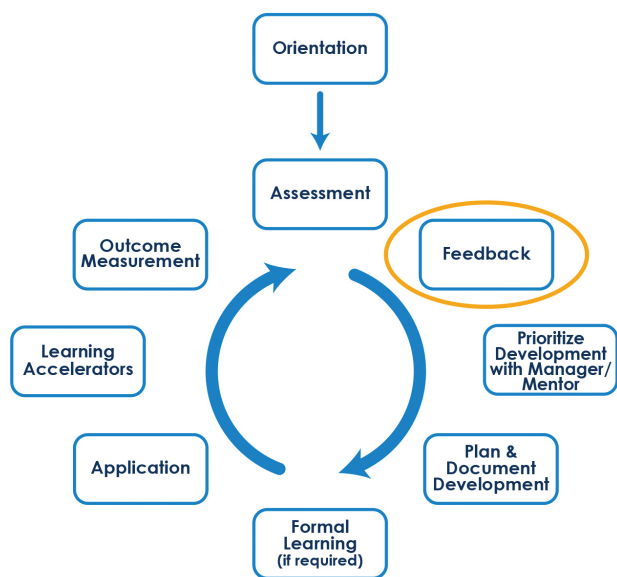 Orientation
Assessment
Feedback
Prioritize
Development
with Manager/
Mentor
Plan &
Document
Development
Formal
Learning
(if required)
Application
Learning
Accelerators
Outcome
Measurement